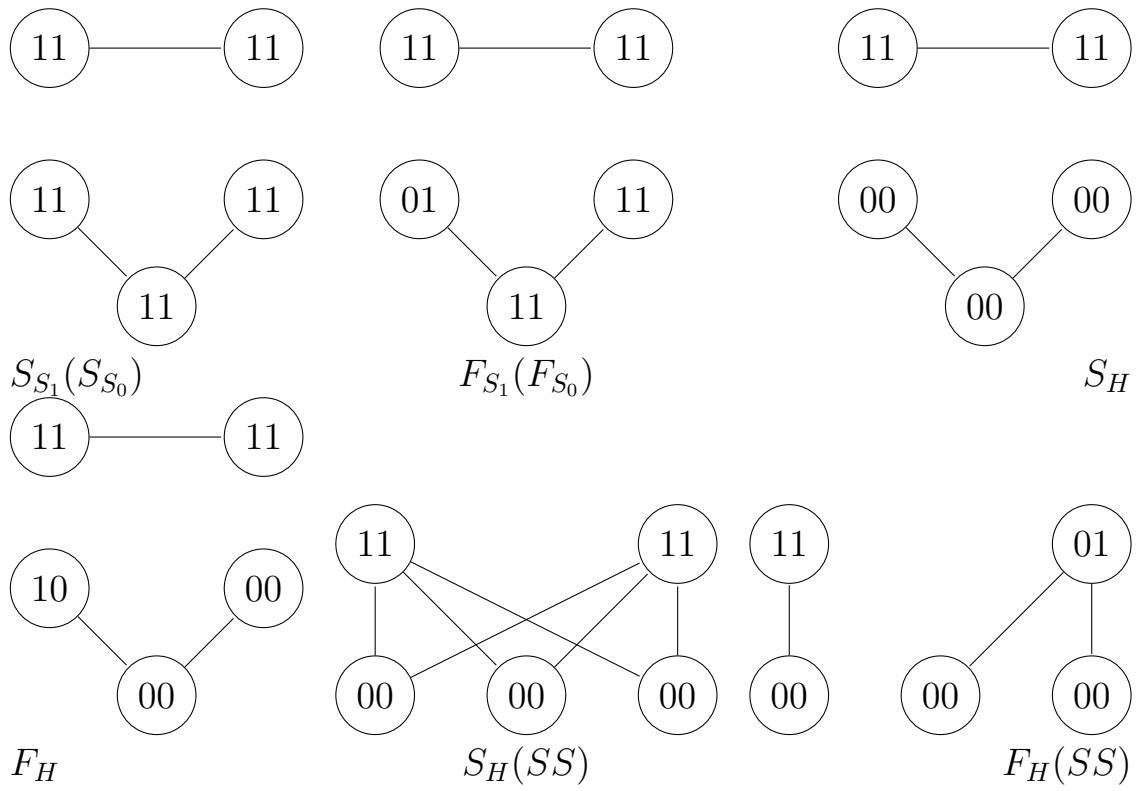 11 11 11 11 11 11
11 11 01 11 00 00
11 11 00
S_{S_1}(S_{S_0}) F_{S_1}(F_{S_0}) S_H
11 11
11 11 11 01
10 00
00 00 00 00 00 00 00
F_H S_H(SS) F_H(SS)